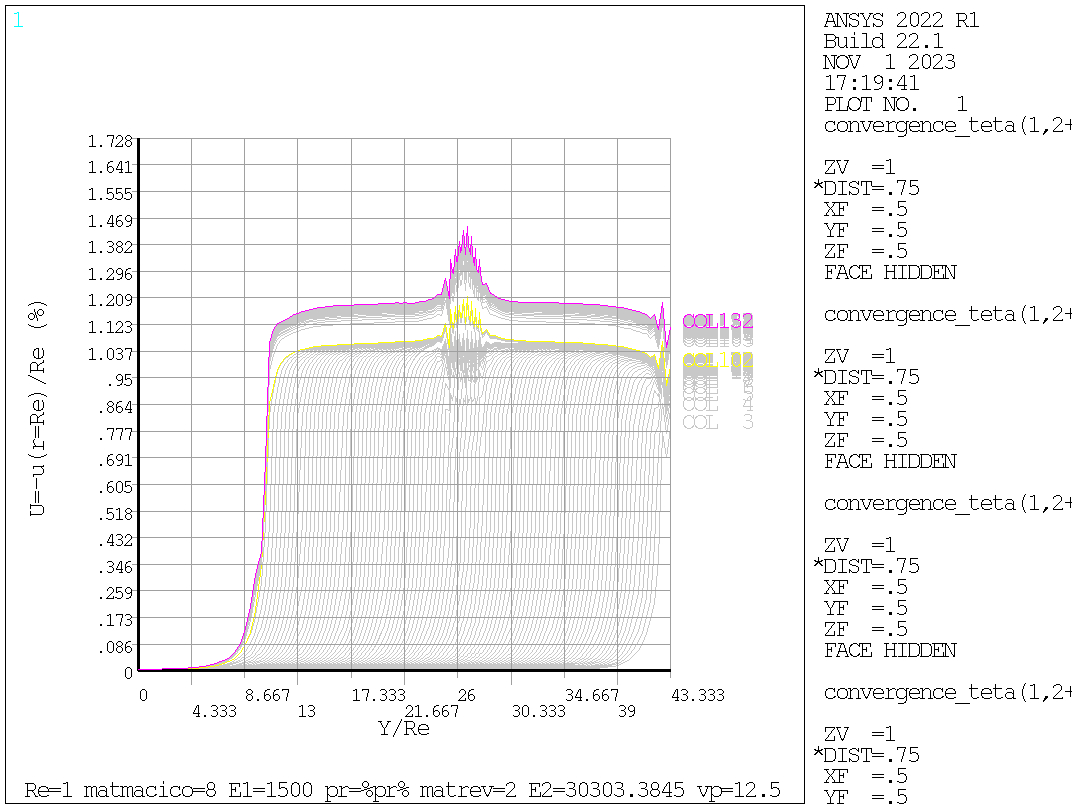 1
ANSYS 2022 R1
Build 22.1
NOV 1 2023
17:19:41
PLOT NO. 1
convergence_teta(1,2+
ZV =1
*DIST=.75
XF =.5
YF =.5
ZF =.5
FACE HIDDEN
convergence_teta(1,2+
ZV =1
*DIST=.75
XF =.5
YF =.5
ZF =.5
FACE HIDDEN
convergence_teta(1,2+
ZV =1
*DIST=.75
XF =.5
YF =.5
ZF =.5
FACE HIDDEN
convergence_teta(1,2+
ZV =1
*DIST=.75
XF =.5
YF =.5
U=-u(r=Re)/Re (%)
1.728
1.641
1.555
1.469
1.382
1.296
1.209
1.123
1.037
.95
.864
.777
.691
.605
.518
.432
.346
.259
.173
.086
0
COL132
COL 3
0 8.667 17.333 26 34.667 43.333
4.333 13 21.667 30.333 39
Y/Re
Re=1 matmacico=8 E1=1500 pr=%pr% matrev=2 E2=30303.3845 vp=12.5